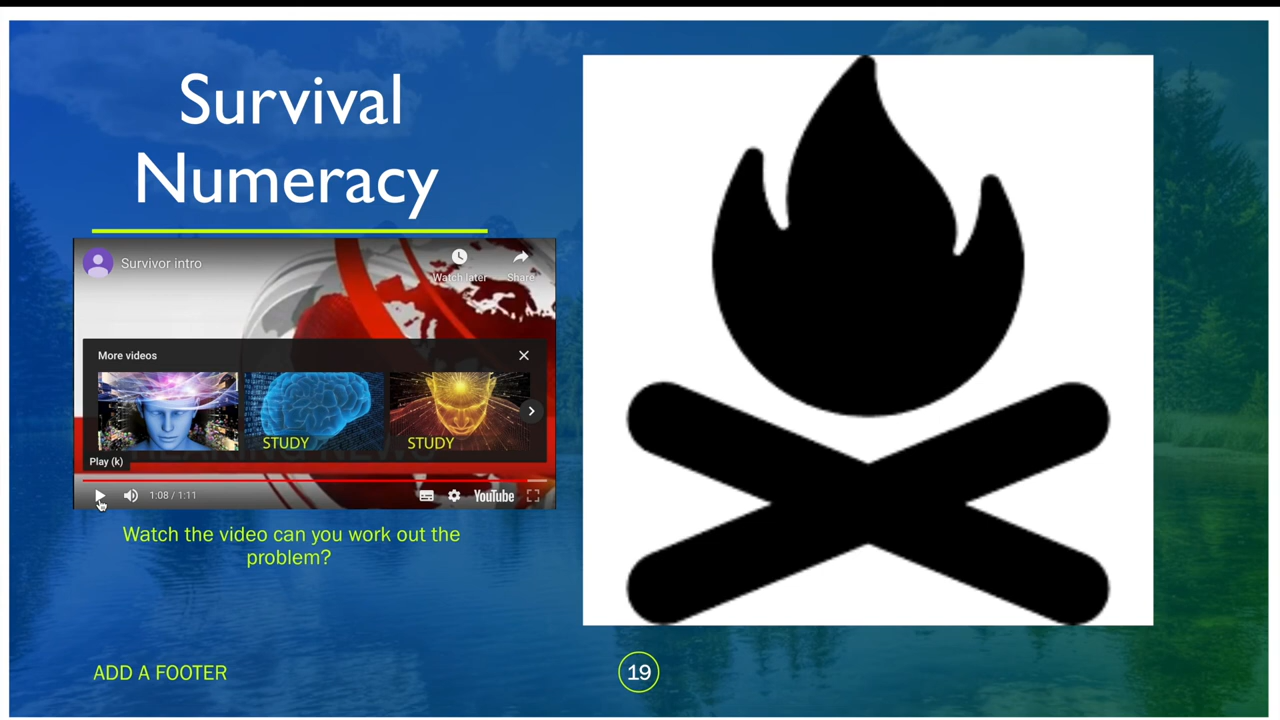 Survival
Numeracy
Survivor intro
Watch later
Share
More videos
STUDY
STUDY
Play (k)
1:08 / 1:11
YouTube
Watch the video can you work out the
problem?
ADD A FOOTER
19